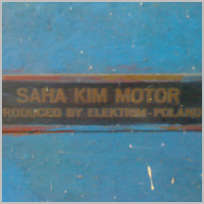 SAHA KIM MOTOR
PRODUCED BY ELEKTRIM-POLAND